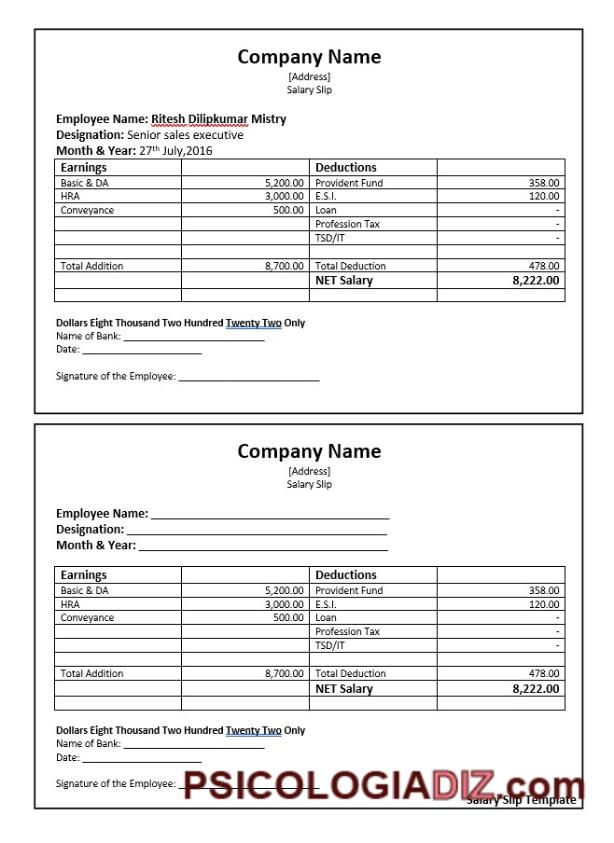 Company Name
[Address]
Salary Slip
Employee Name: Ritesh Dilipkumar Mistry
Designation: Senior sales executive
Month & Year: 27th July,2016
Earnings Deductions
Basic & DA 5,200.00 Provident Fund 358.00
HRA 3,000.00 E.S.I. 120.00
Conveyance 500.00 Loan -
Profession Tax -
TSD/IT -
Total Addition 8,700.00 Total Deduction 478.00
NET Salary 8,222.00
Dollars Eight Thousand Two Hundred Twenty Two Only
Name of Bank: ____________________
Date: ____________________
Signature of the Employee: ____________________
Company Name
[Address]
Salary Slip
Employee Name: ____________________
Designation: ____________________
Month & Year: ____________________
Earnings Deductions
Basic & DA 5,200.00 Provident Fund 358.00
HRA 3,000.00 E.S.I. 120.00
Conveyance 500.00 Loan -
Profession Tax -
TSD/IT -
Total Addition 8,700.00 Total Deduction 478.00
NET Salary 8,222.00
Dollars Eight Thousand Two Hundred Twenty Two Only
Name of Bank: ____________________
Date: ____________________
Signature of the Employee: ____________________
PSICOLOGIADIZ.com
Salary Slip Template